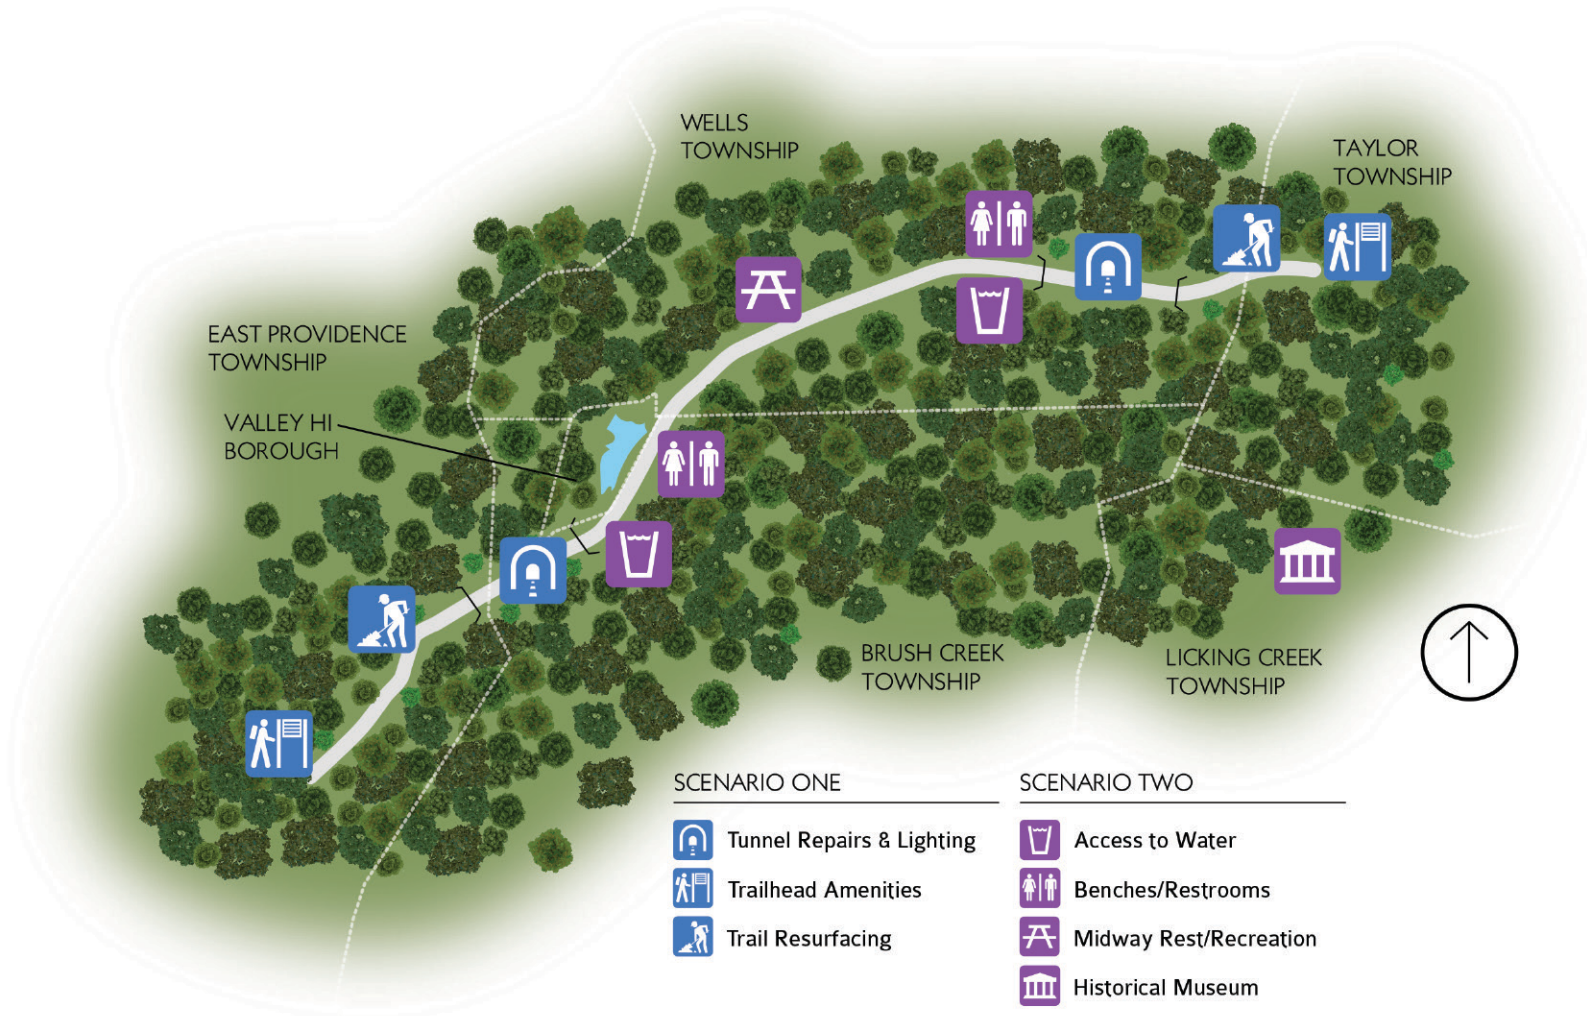 WELLS
TOWNSHIP
TAYLOR
TOWNSHIP
EAST PROVIDENCE
TOWNSHIP
VALLEY HI
BOROUGH
BRUSH CREEK
TOWNSHIP
LICKING CREEK
TOWNSHIP
SCENARIO ONE
Tunnel Repairs & Lighting
Trailhead Amenities
Trail Resurfacing
SCENARIO TWO
Access to Water
Benches/Restrooms
Midway Rest/Recreation
Historical Museum